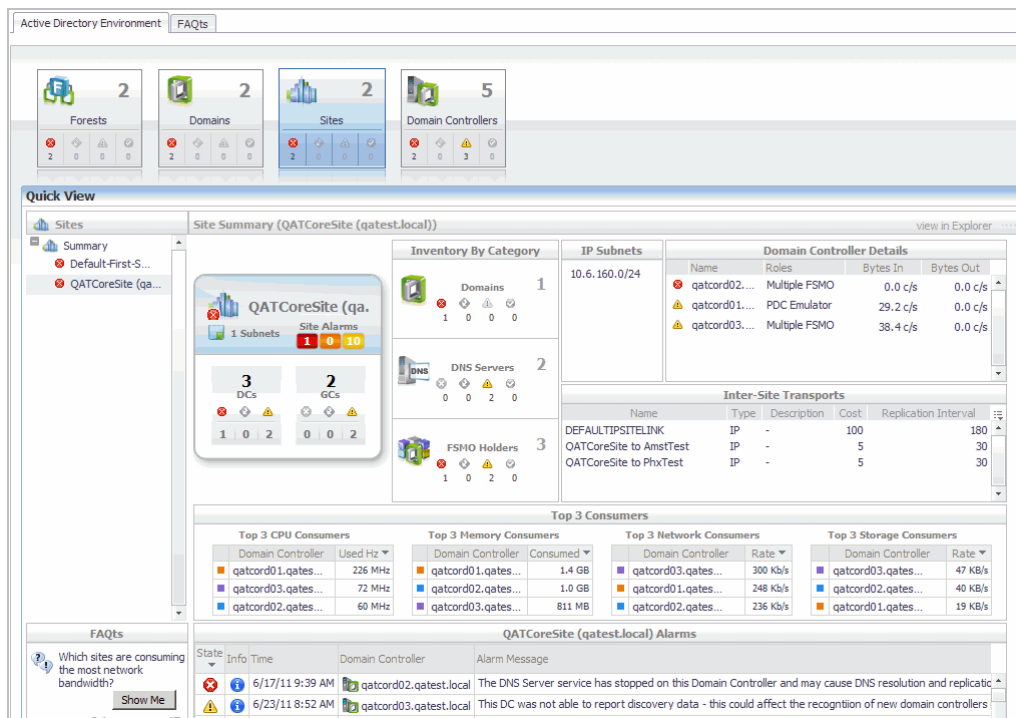 Active Directory Environment FAQts
2 2 2 5
Forests Domains Sites Domain Controllers
2 0 0 0 2 0 0 0 2 0 0 0 2 0 3 0
Quick View
Sites
Summary
Default-First-S...
QATCoreSite (qa...
Site Summary (QATCoreSite (qatest.local)) view in Explorer
QATCoreSite (qa.
1 Subnets Site Alarms
1 0 10
3 2
DCs GCs
1 0 2 0 0 2
Inventory By Category
Domains 1
1 0 0 0
DNS
DNS Servers 2
0 0 2 0
FSMO Holders 3
1 0 2 0
IP Subnets
10.6.160.0/24
Domain Controller Details
Name Roles Bytes In Bytes Out
qatcord02.... Multiple FSMO 0.0 c/s 0.0 c/s
qatcord01.... PDC Emulator 29.2 c/s 0.0 c/s
qatcord03.... Multiple FSMO 38.4 c/s 0.0 c/s
Inter-Site Transports
Name Type Description Cost Replication Interval
DEFAULTIPSITELINK IP - 100 180
QATCoreSite to AmstTest IP - 5 30
QATCoreSite to PhxTest IP - 5 30
Top 3 Consumers
Top 3 CPU Consumers
Domain Controller Used Hz
qatcord01.qates... 226 MHz
qatcord03.qates... 72 MHz
qatcord02.qates... 60 MHz
Top 3 Memory Consumers
Domain Controller Consumed
qatcord01.qates... 1.4 GB
qatcord02.qates... 1.0 GB
qatcord03.qates... 811 MB
Top 3 Network Consumers
Domain Controller Rate
qatcord03.qates... 300 Kb/s
qatcord01.qates... 248 Kb/s
qatcord02.qates... 236 Kb/s
Top 3 Storage Consumers
Domain Controller Rate
qatcord03.qates... 47 KB/s
qatcord02.qates... 40 KB/s
qatcord01.qates... 19 KB/s
FAQts
Which sites are consuming
the most network
bandwidth?
Show Me
QATCoreSite (qatest.local) Alarms
State Info Time Domain Controller Alarm Message
6/17/11 9:39 AM qatcord02.qatest.local The DNS Server service has stopped on this Domain Controller and may cause DNS resolution and replicatio
6/23/11 8:52 AM qatcord03.qatest.local This DC was not able to report discovery data - this could affect the recogntiion of new domain controllers